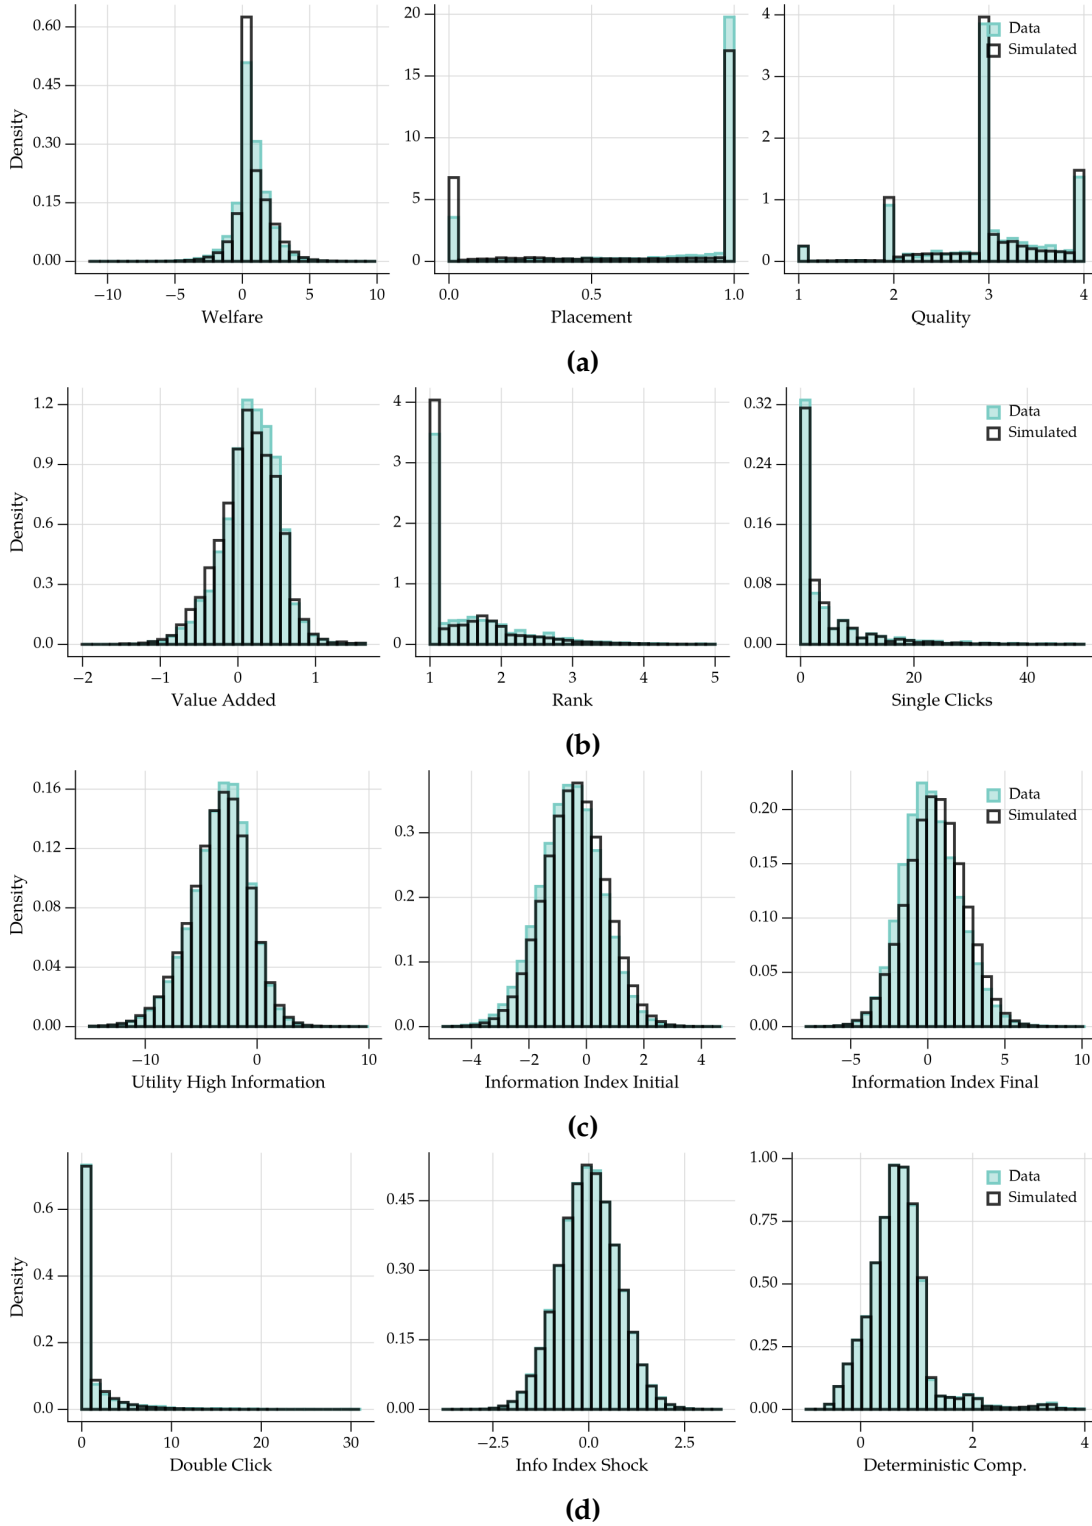 0.60
0.45
0.30
0.15
0.00
Density
−10 −5 0 5 10
Welfare
20
15
10
5
0
0.0 0.5 1.0
Placement
4
3
2
1
0
1 2 3 4
Quality
Data
Simulated
(a)
1.2
0.9
0.6
0.3
0.0
Density
−2 −1 0 1
Value Added
4
3
2
1
0
1 2 3 4 5
Rank
0.32
0.24
0.16
0.08
0.00
0 20 40
Single Clicks
Data
Simulated
(b)
0.16
0.12
0.08
0.04
0.00
Density
−10 0 10
Utility High Information
0.3
0.2
0.1
0.0
−4 −2 0 2 4
Information Index Initial
0.20
0.15
0.10
0.05
0.00
−5 0 5 10
Information Index Final
Data
Simulated
(c)
0.6
0.4
0.2
0.0
Density
0 10 20 30
Double Click
0.45
0.30
0.15
0.00
−2.5 0.0 2.5
Info Index Shock
1.00
0.75
0.50
0.25
0.00
0 2 4
Deterministic Comp.
Data
Simulated
(d)